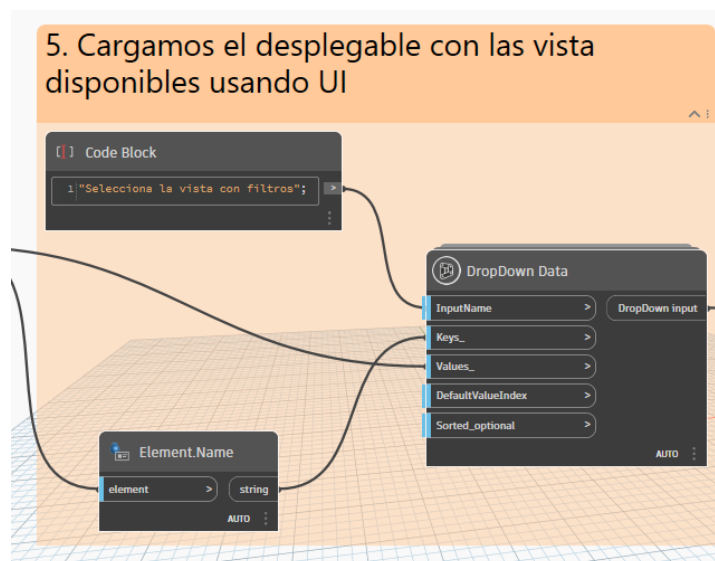 5. Cargamos el desplegable con las vista
disponibles usando UI
Code Block
1 "Selecciona la vista con filtros"; >
DropDown Data
InputName >
DropDown input
Keys_ >
Values_ >
DefaultValueIndex >
Sorted_optional >
AUTO
Element.Name
element >
string
AUTO